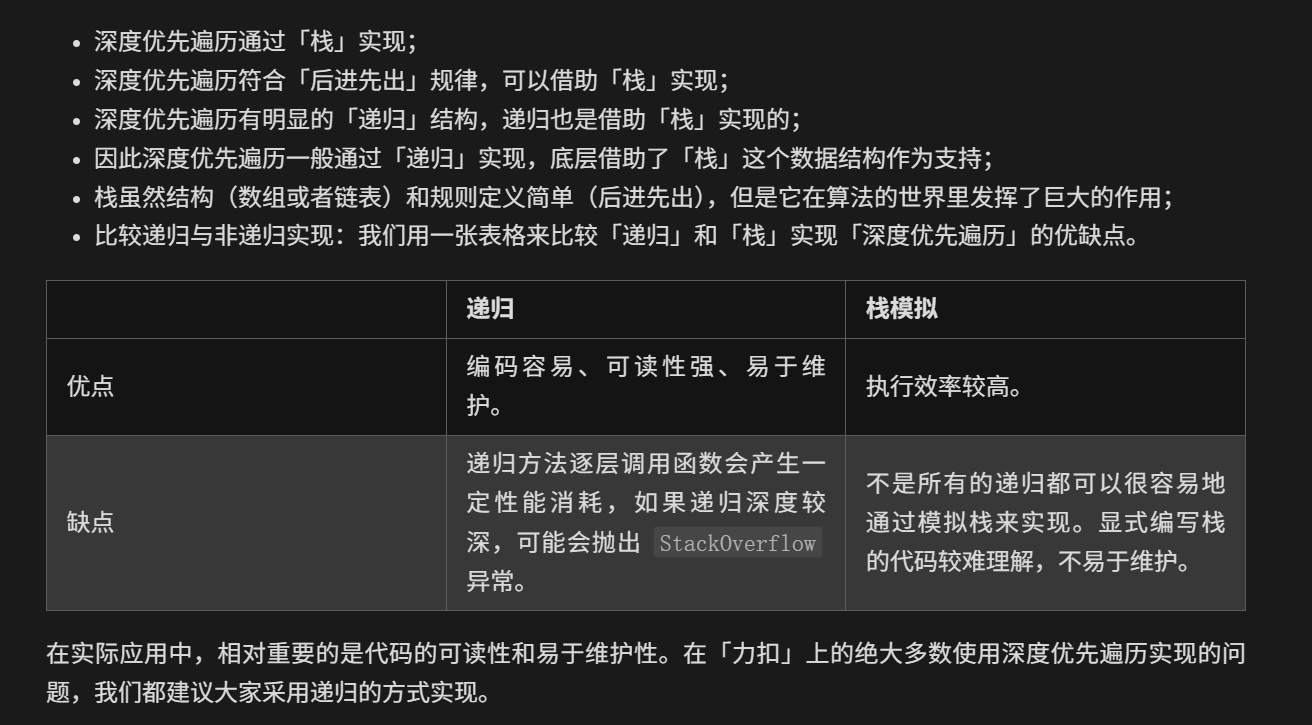 • 深度优先遍历通过「栈」实现；
• 深度优先遍历符合「后进先出」规律，可以借助「栈」实现；
• 深度优先遍历有明显的「递归」结构，递归也是借助「栈」实现的；
• 因此深度优先遍历一般通过「递归」实现，底层借助了「栈」这个数据结构作为支持；
• 栈虽然结构（数组或者链表）和规则定义简单（后进先出），但是它在算法的世界里发挥了巨大的作用；
• 比较递归与非递归实现：我们用一张表格来比较「递归」和「栈」实现「深度优先遍历」的优缺点。
递归
栈模拟
优点
编码容易、可读性强、易于维
护。
执行效率较高。
缺点
递归方法逐层调用函数会产生一
定性能消耗，如果递归深度较
深，可能会抛出 StackOverflow
异常。
不是所有的递归都可以很容易地
通过模拟栈来实现。显式编写栈
的代码较难理解，不易于维护。
在实际应用中，相对重要的是代码的可读性和易于维护性。在「力扣」上的绝大多数使用深度优先遍历实现的问
题，我们都建议大家采用递归的方式实现。